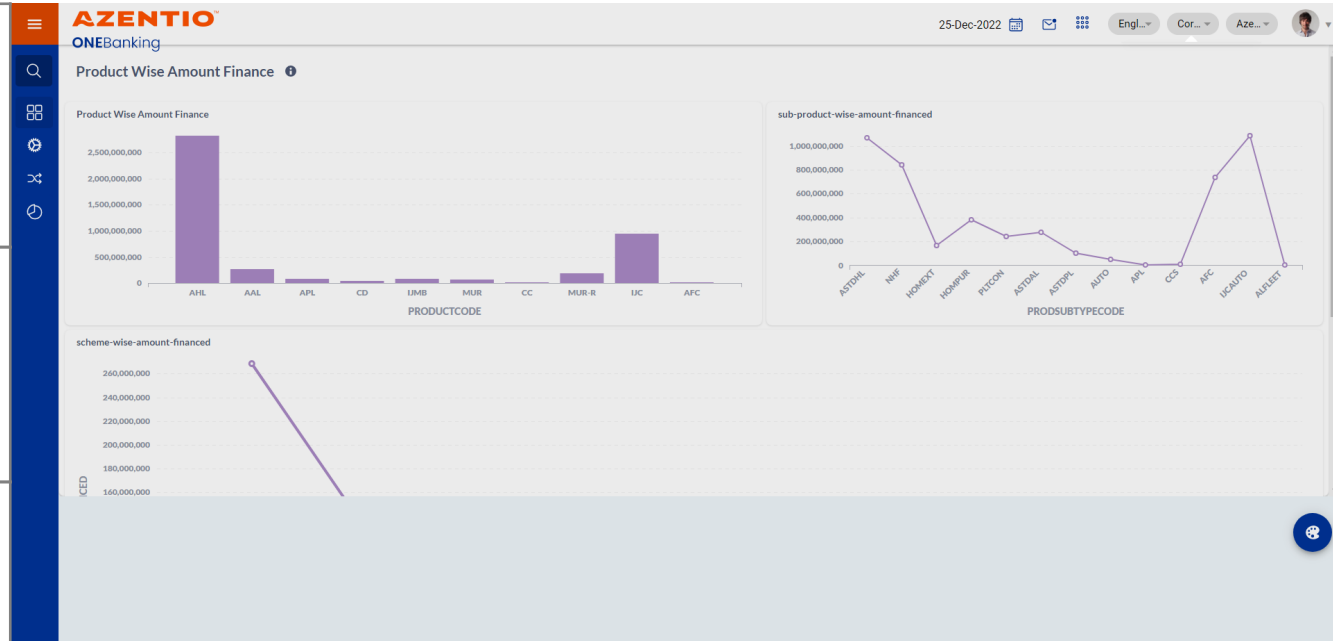 AZENTIO™
ONEBanking
25-Dec-2022
Engl...
Cor...
Aze...
Product Wise Amount Finance
Product Wise Amount Finance
2,500,000,000
2,000,000,000
1,500,000,000
1,000,000,000
500,000,000
0
AHL AAL APL CD IJMB MUR CC MUR-R IJC AFC
PRODUCTCODE
sub-product-wise-amount-financed
1,000,000,000
800,000,000
600,000,000
400,000,000
200,000,000
0
ASTDHL NHF HOMEXT HOMPUR PLTCON ASTDAL ASTDPL AUTO APL CCS AFC IJCAUTO ALFLEET
PRODSUBTYPECODE
scheme-wise-amount-financed
260,000,000
240,000,000
220,000,000
200,000,000
180,000,000
160,000,000
NCED